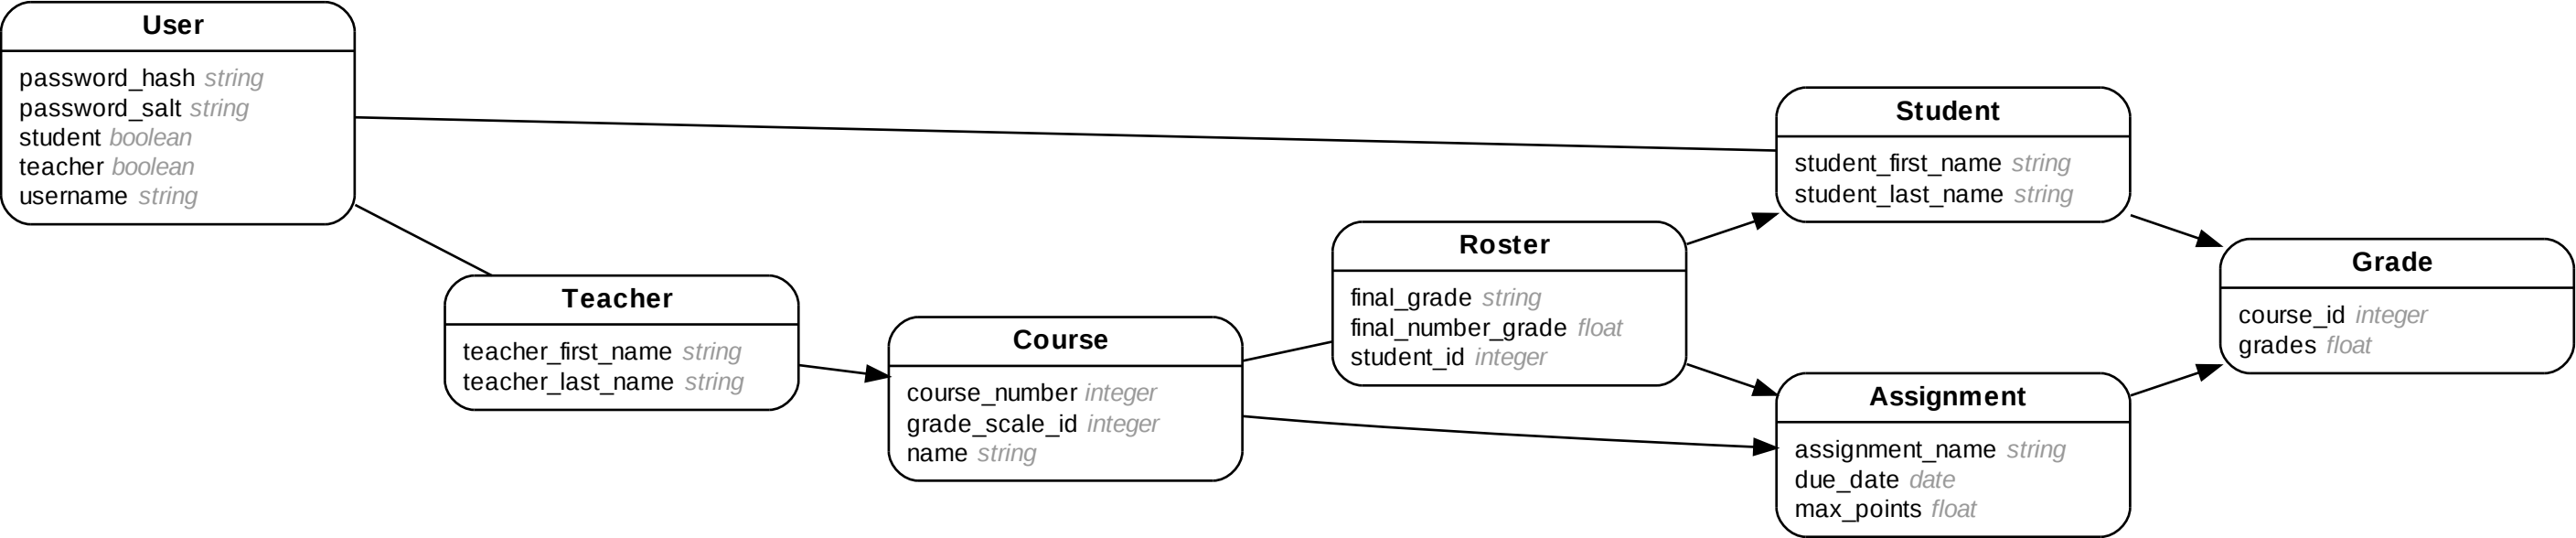 User
password_hash string
password_salt string
student boolean
teacher boolean
username string
Teacher
teacher_first_name string
teacher_last_name string
Course
course_number integer
grade_scale_id integer
name string
Roster
final_grade string
final_number_grade float
student_id integer
Student
student_first_name string
student_last_name string
Assignment
assignment_name string
due_date date
max_points float
Grade
course_id integer
grades float